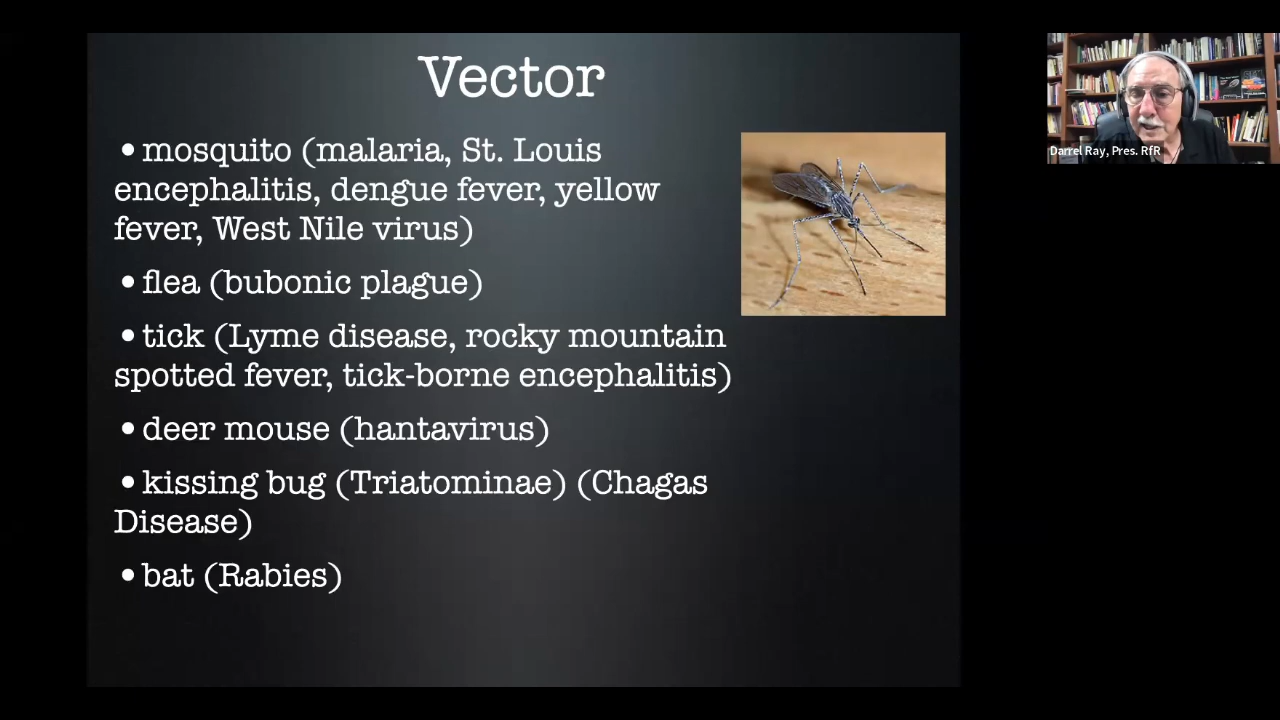 Vector
• mosquito (malaria, St. Louis
encephalitis, dengue fever, yellow
fever, West Nile virus)
• flea (bubonic plague)
• tick (Lyme disease, rocky mountain
spotted fever, tick-borne encephalitis)
• deer mouse (hantavirus)
• kissing bug (Triatominae) (Chagas
Disease)
• bat (Rabies)
Darrel Ray, Pres. RfR